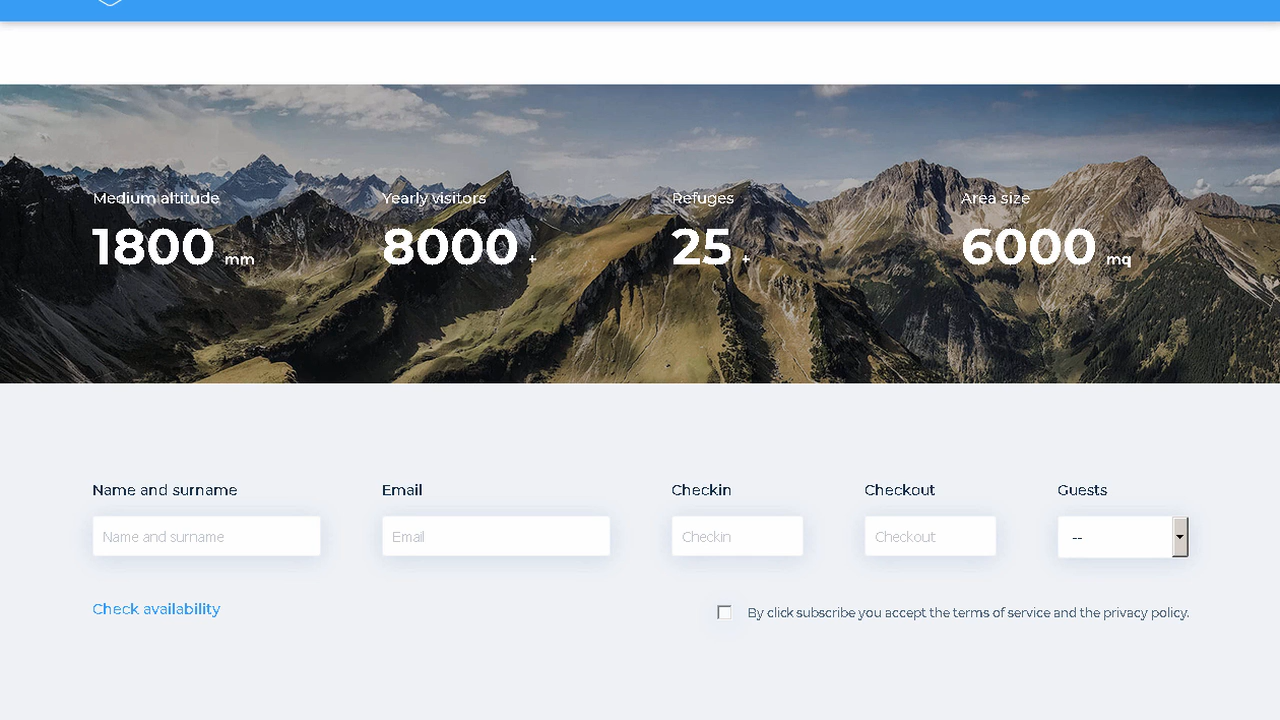 Medium altitude Yearly visitors Refuges Area size
1800 mm 8000 + 25 + 6000 mq
Name and surname Email Checkin Checkout Guests
Name and surname Email Checkin Checkout --
Check availability By click subscribe you accept the terms of service and the privacy policy.